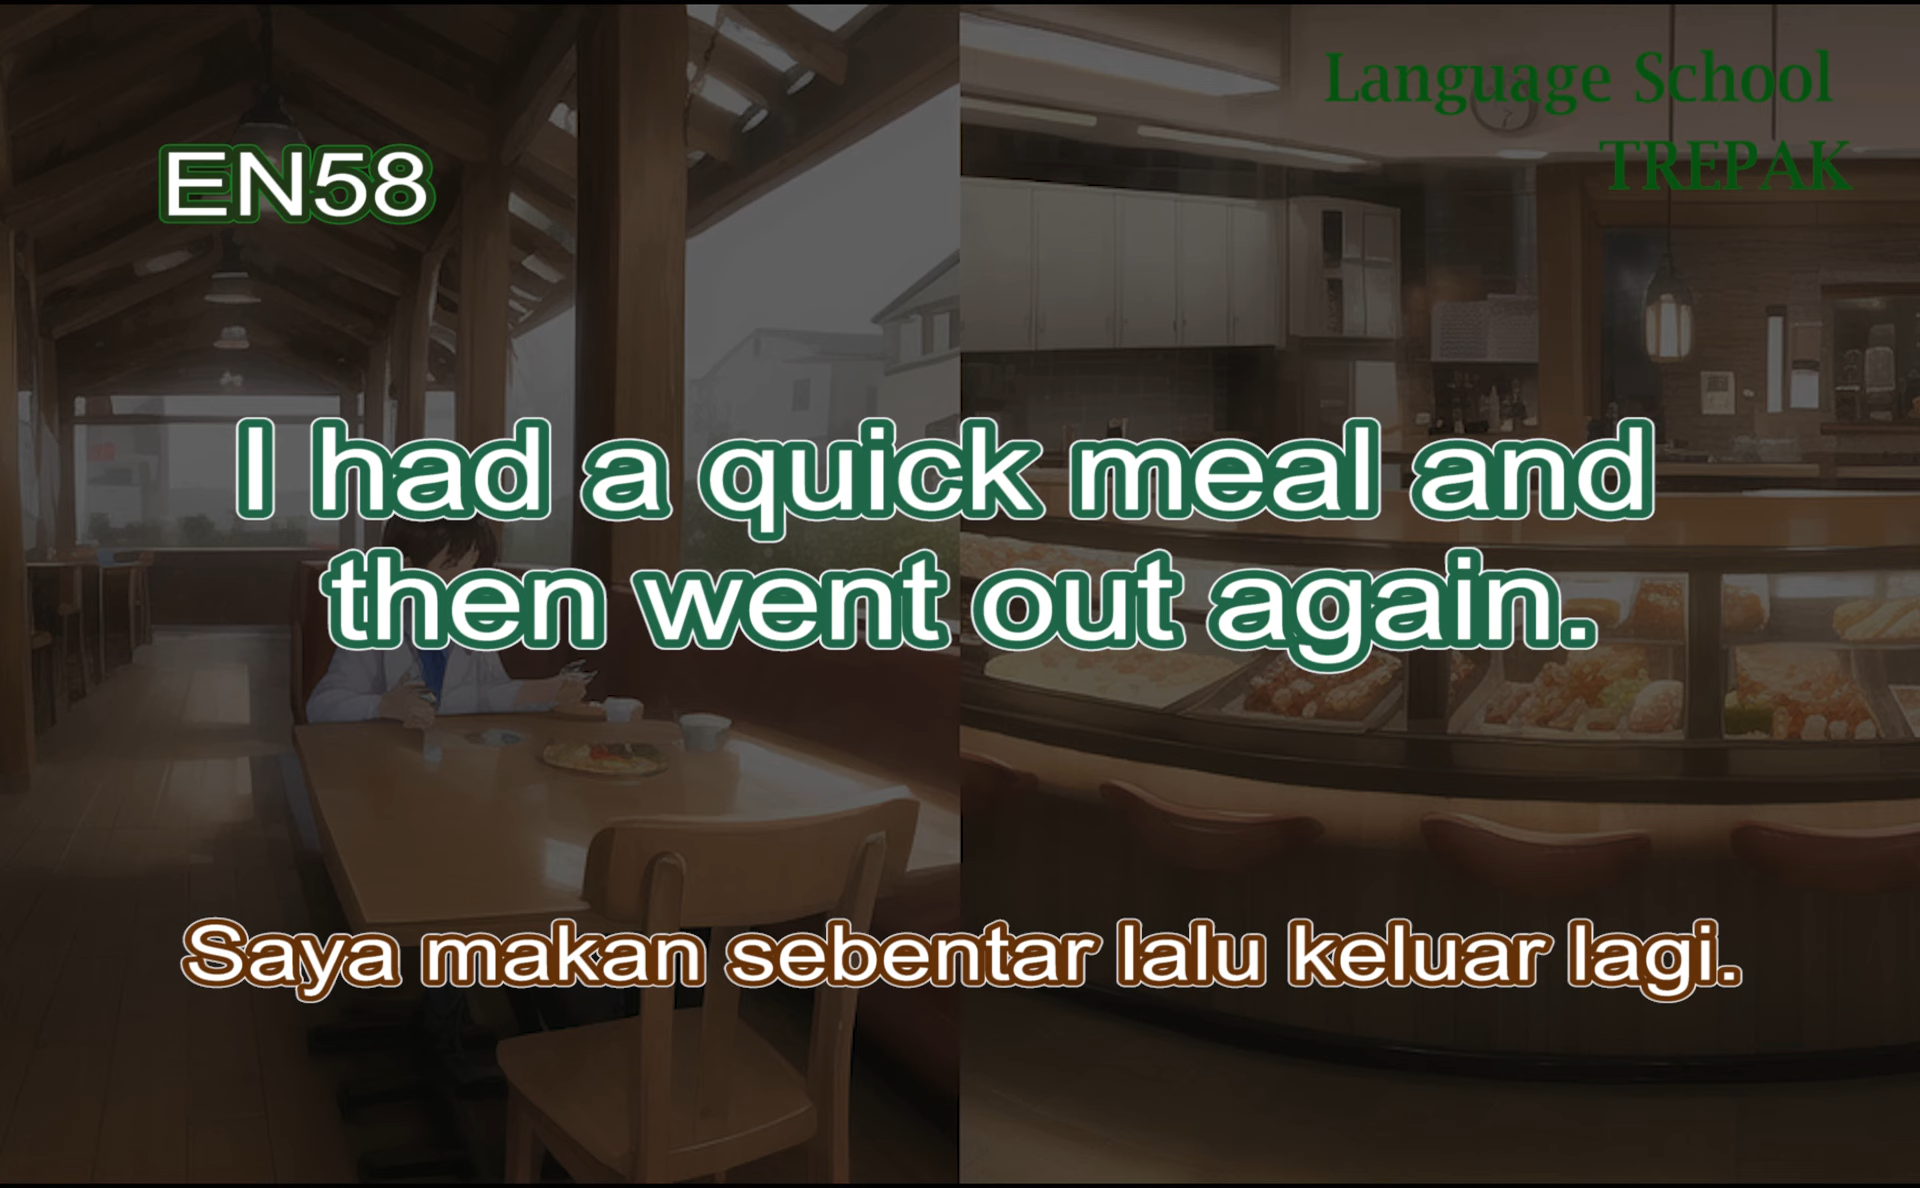 Language School
TREPAK
EN58
I had a quick meal and
then went out again.
Saya makan sebentar lalu keluar lagi.